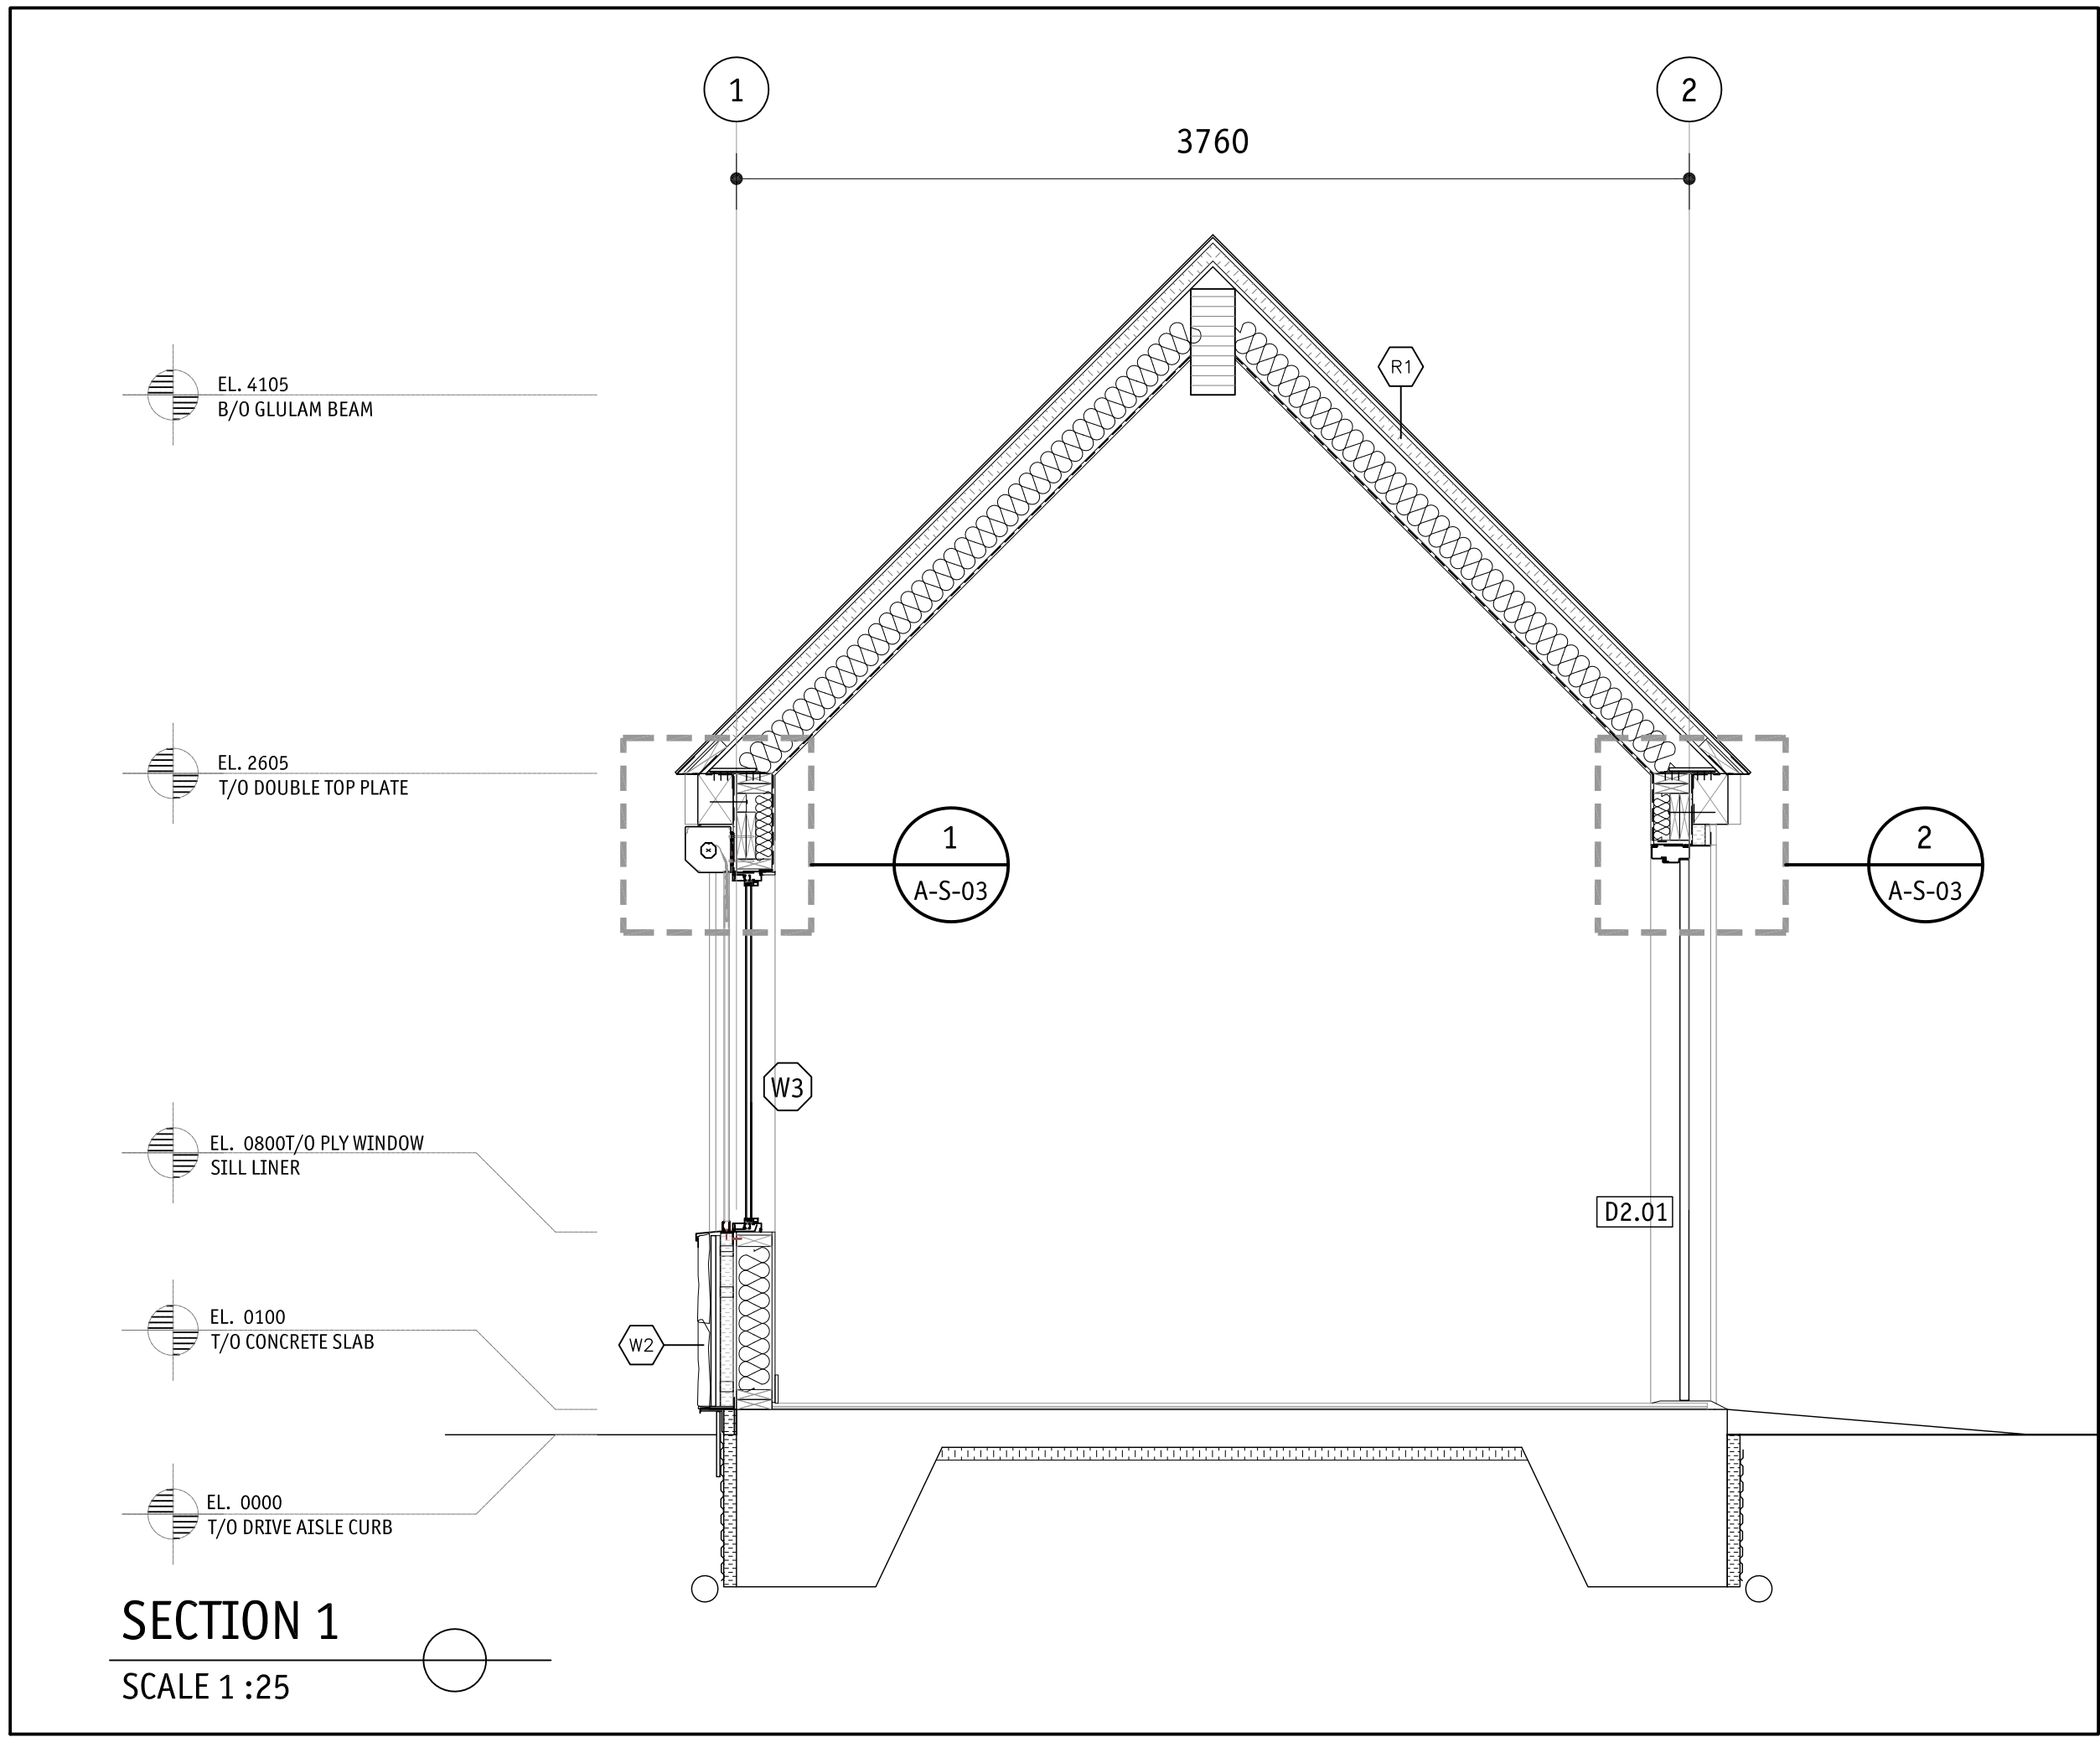 1
2
3760
R1
EL. 4105
B/O GLULAM BEAM
EL. 2605
T/O DOUBLE TOP PLATE
1
A-S-03
2
A-S-03
W3
EL. 0800T/O PLY WINDOW
SILL LINER
D2.01
EL. 0100
T/O CONCRETE SLAB
W2
EL. 0000
T/O DRIVE AISLE CURB
SECTION 1
SCALE 1 :25